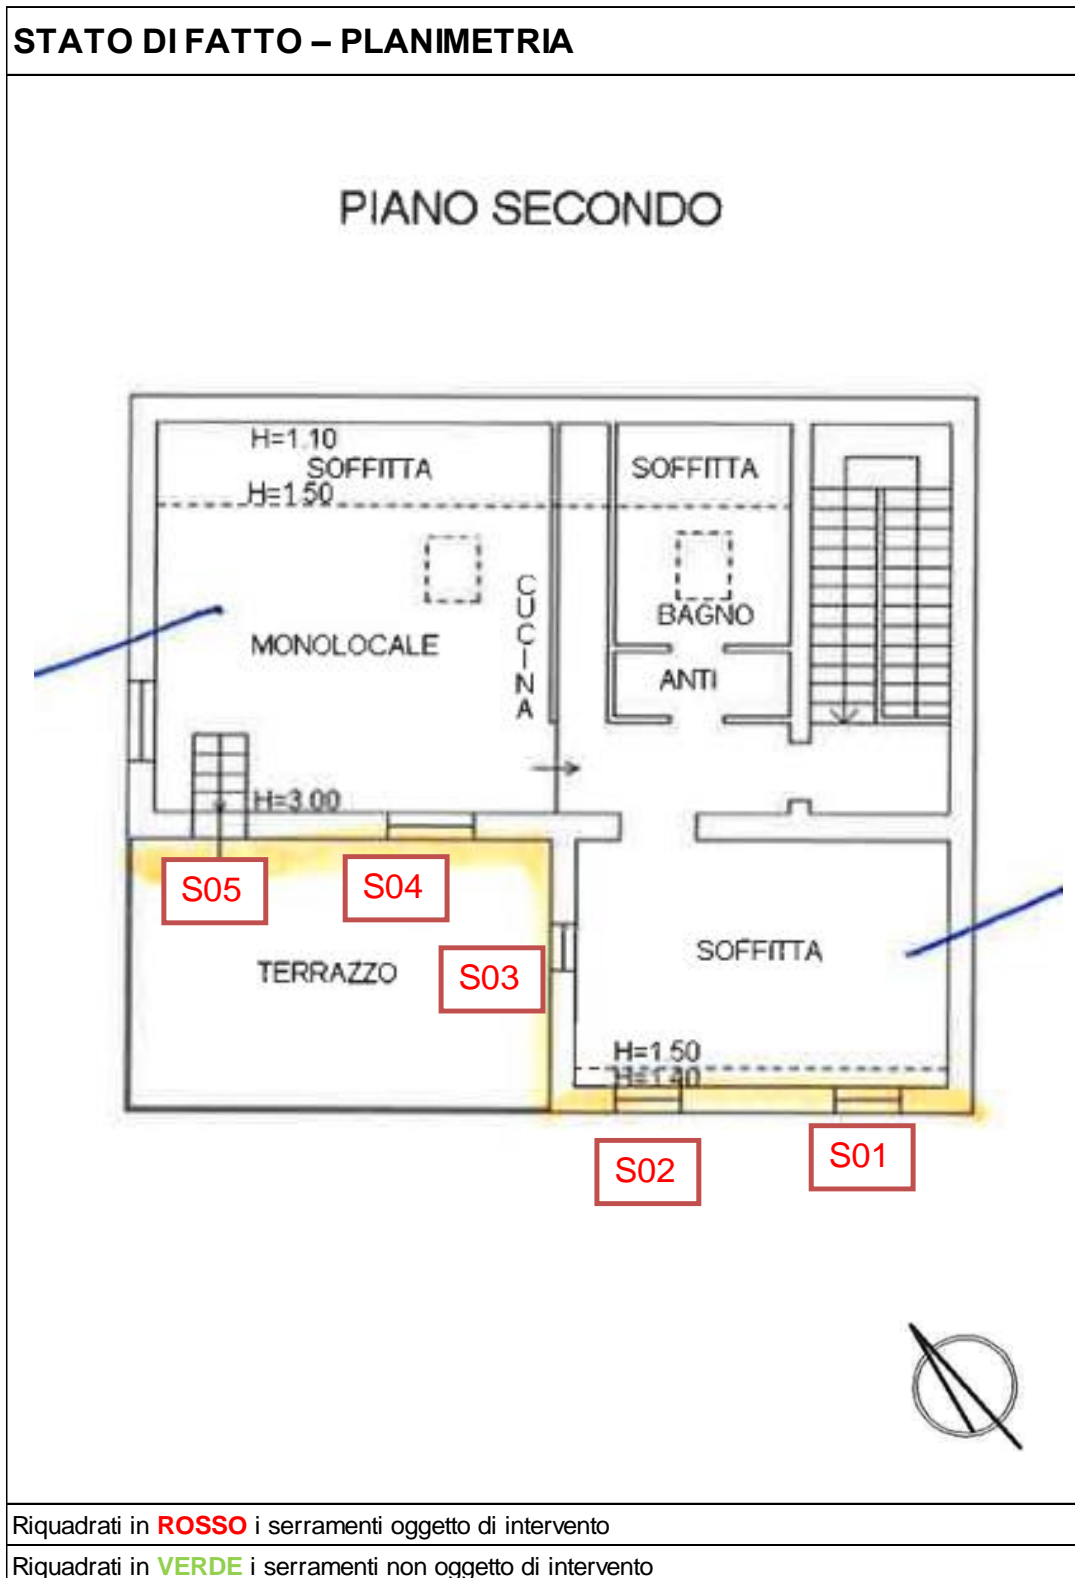 STATO DI FATTO – PLANIMETRIA
PIANO SECONDO
H=1.10
SOFFITTA
SOFFITTA
H=1.50
CUCINA
BAGNO
MONOLOCALE
ANTI
H=3.00
S05
S04
SOFFITTA
TERRAZZO
S03
H=1.50
H=1.40
S02
S01
Riquadrati in ROSSO i serramenti oggetto di intervento
Riquadrati in VERDE i serramenti non oggetto di intervento